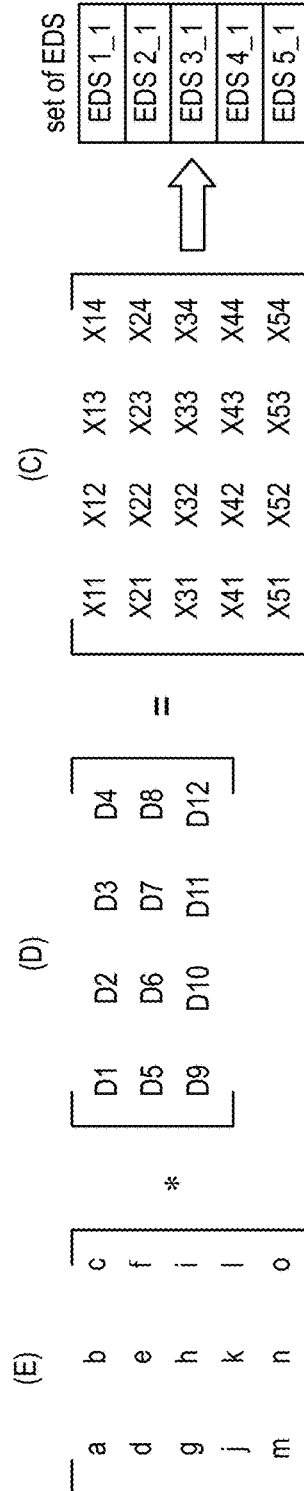 (E) (D) (C) set of EDS
a b c D1 D2 D3 D4 X11 X12 X13 X14 EDS 1_1
d e f * D5 D6 D7 D8 = X21 X22 X23 X24 EDS 2_1
g h i D9 D10 D11 D12 X31 X32 X33 X34 EDS 3_1
j k l X41 X42 X43 X44 EDS 4_1
m n o X51 X52 X53 X54 EDS 5_1